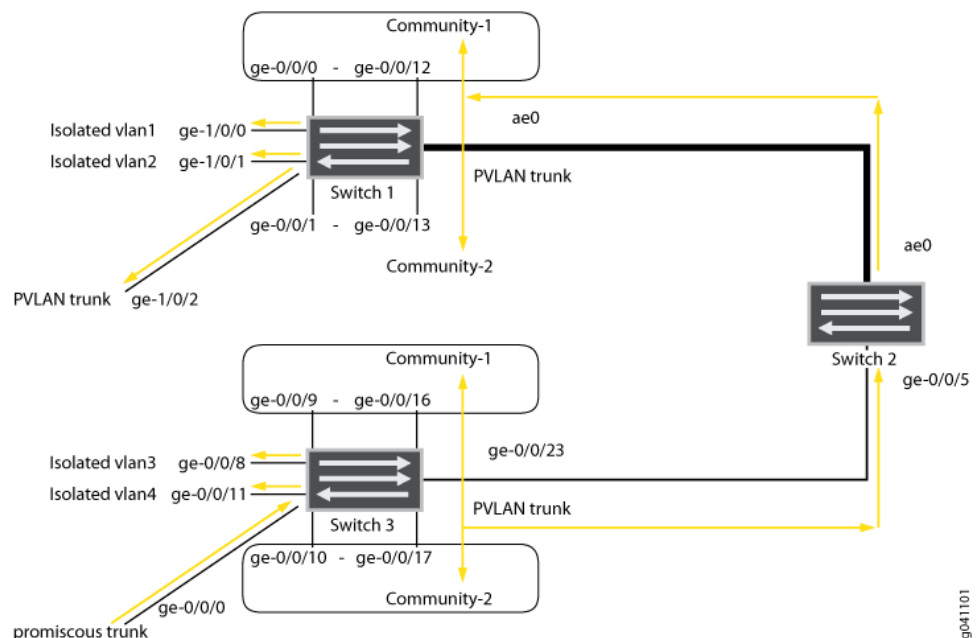 Community-1
ge-0/0/0 - ge-0/0/12
ae0
Isolated vlan1 ge-1/0/0
Isolated vlan2 ge-1/0/1
PVLAN trunk
Switch 1
ge-0/0/1 - ge-0/0/13
ae0
Community-2
PVLAN trunk ge-1/0/2
Community-1
Switch 2
ge-0/0/5
ge-0/0/9 - ge-0/0/16
ge-0/0/23
Isolated vlan3 ge-0/0/8
Isolated vlan4 ge-0/0/11
PVLAN trunk
Switch 3
ge-0/0/10 - ge-0/0/17
Community-2
ge-0/0/0
promiscous trunk
g041101